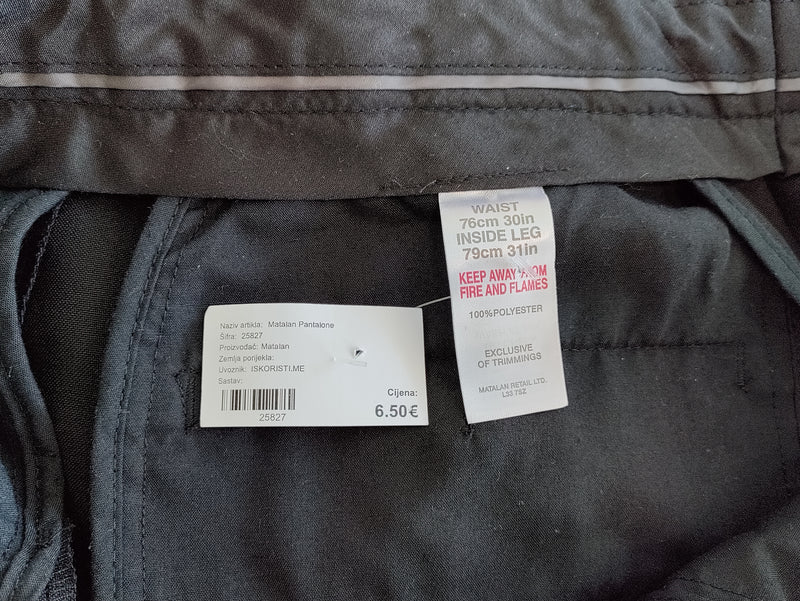 WAIST
76cm 30in
INSIDE LEG
79cm 31in
KEEP AWAY FROM
FIRE AND FLAMES
100%POLYESTER
EXCLUSIVE
OF TRIMMINGS
MATALAN RETAIL LTD.
L33 7SZ
Naziv artikla: Matalan Pantalone
Šifra: 25827
Proizvođač: Matalan
Zemlja porijekla:
Uvoznik: ISKORISTI.ME
Sastav:
25827
Cijena:
6.50€